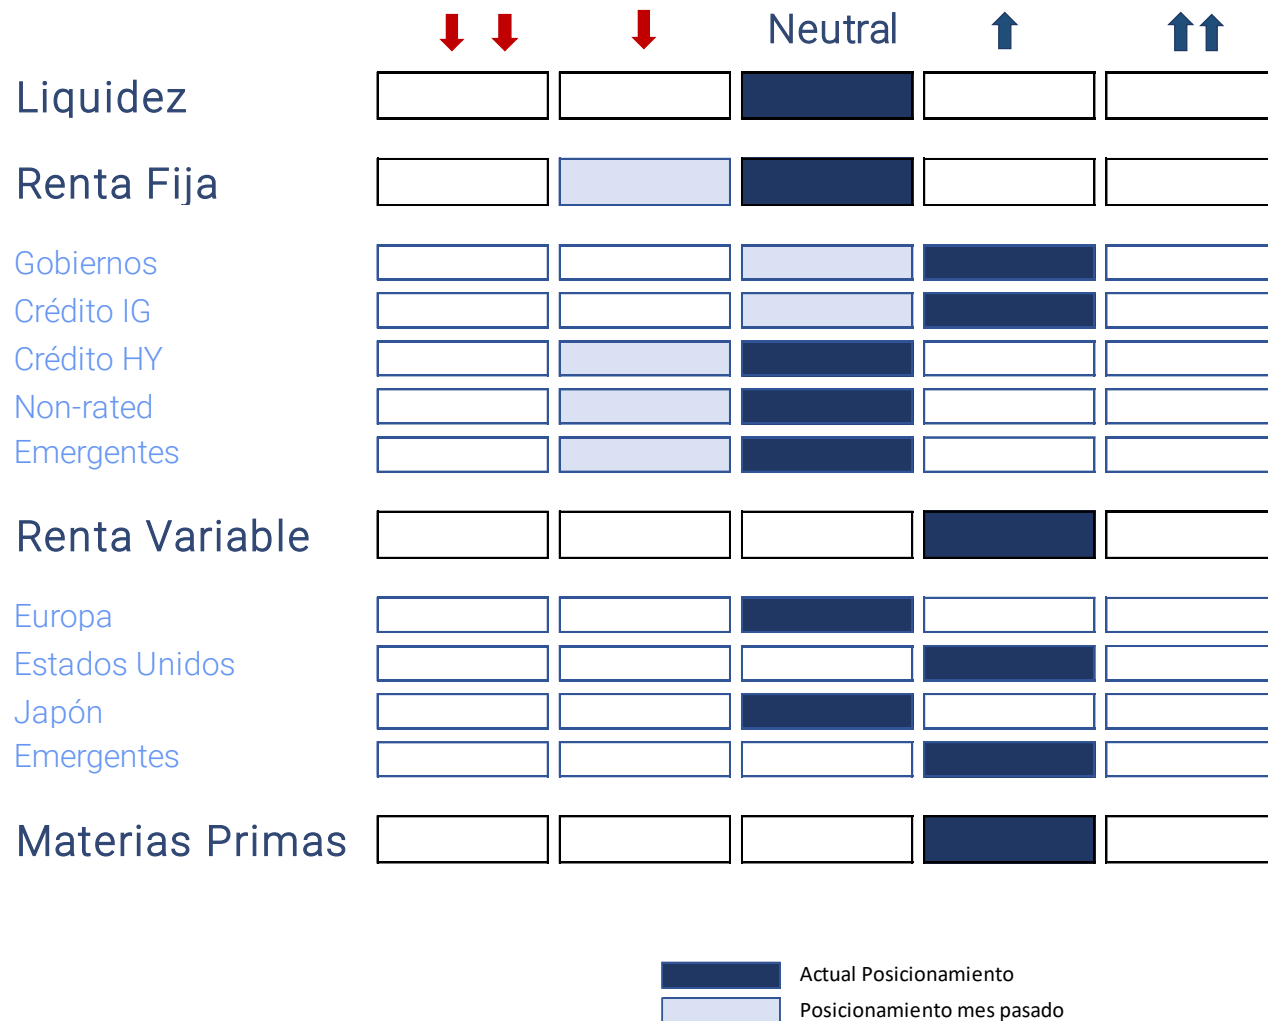 Neutral
Liquidez
Renta Fija
Gobiernos
Crédito IG
Crédito HY
Non-rated
Emergentes
Renta Variable
Europa
Estados Unidos
Japón
Emergentes
Materias Primas
Actual Posicionamiento
Posicionamiento mes pasado